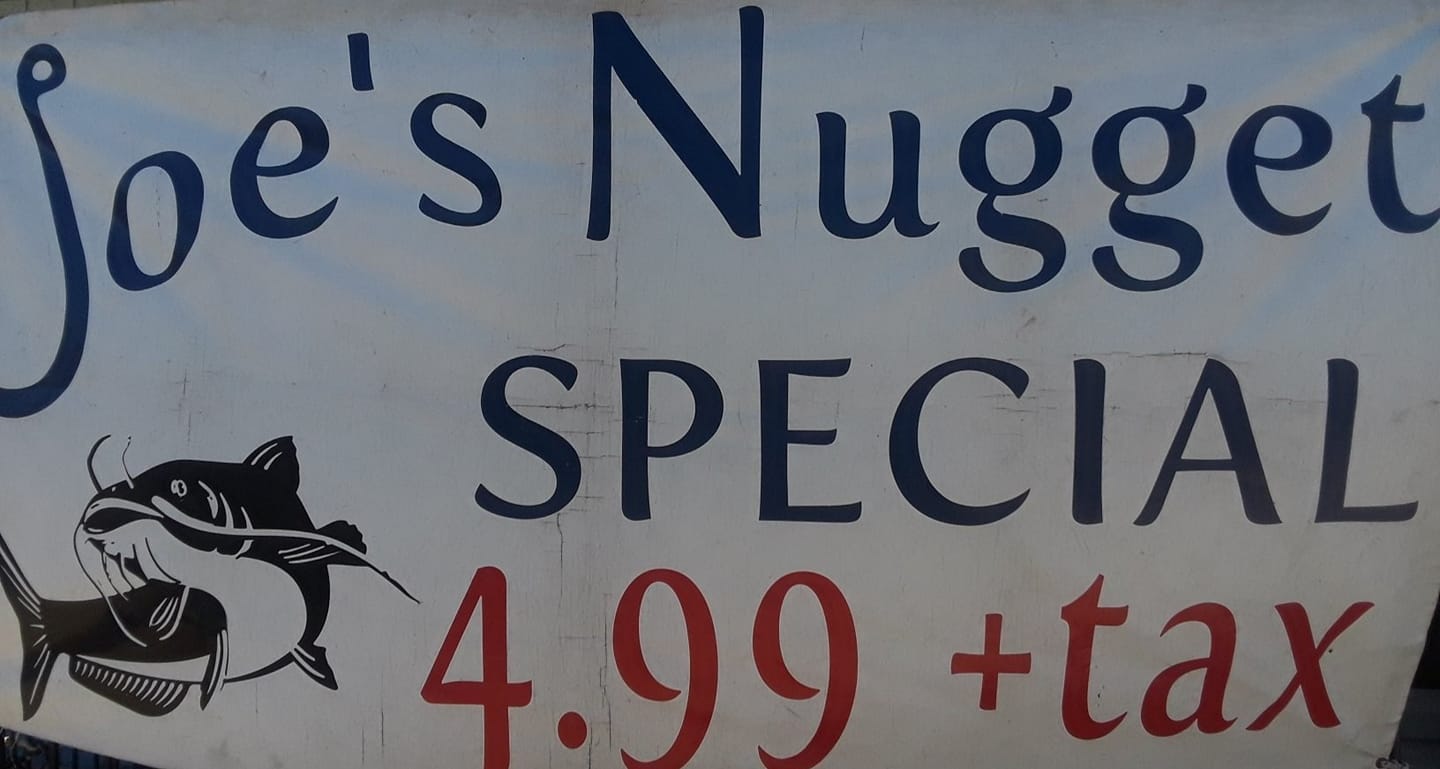 Joe's Nugget
SPECIAL
4.99 +tax